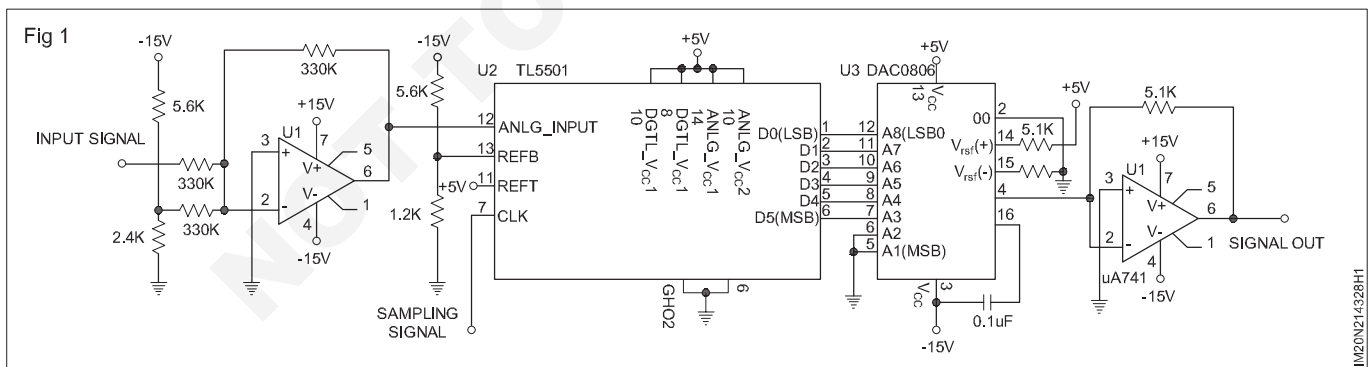 Fig 1
-15V
330K
5.6K
+15V
INPUT SIGNAL
U1
3
7
5
+
V+
6
330K
2
-
V-
1
4
330K
2.4K
-15V
-15V
5.6K
+5V
1.2K
SAMPLING
SIGNAL
U2 TL5501
+5V
10
DGTL_VCC1
8
DGTL_VCC1
14
ANLG_VCC1
10
ANLG_VCC2
12
ANLG_INPUT
13
REFB
11
REFT
7
CLK
D0(LSB)
D1
D2
D3
D4
D5(MSB)
1
2
3
4
5
6
GHO2
6
U3 DAC0806
+5V
13
VCC
12
11
10
9
8
7
6
5
A8(LSB0
A7
A6
A5
A4
A3
A2
A1(MSB)
00
2
Vrsf(+)
14
5.1K
+5V
Vrsf(-)
15
4
16
VCC
3
-15V
0.1uF
5.1K
+15V
U1
3
7
5
+
V+
6
2
-
V-
1
4
uA741
-15V
SIGNAL OUT
NOT TO
IM20N214328H1